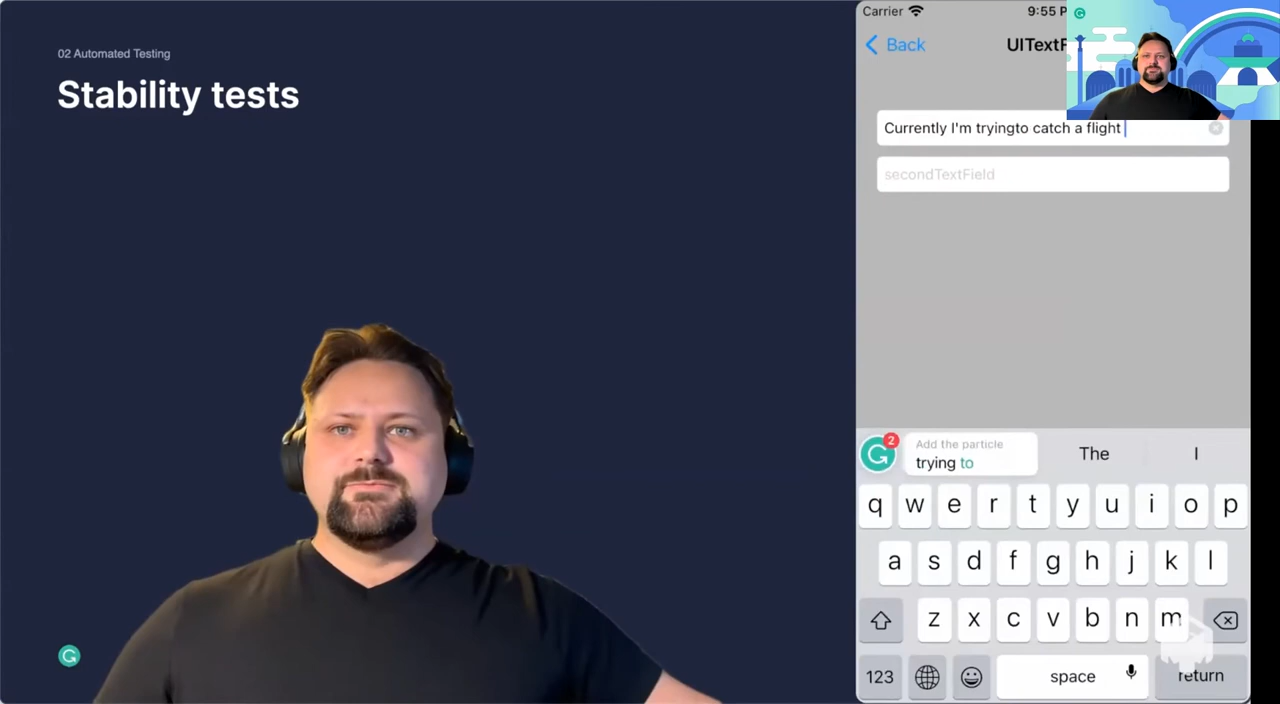 02 Automated Testing
Stability tests
Carrier
9:55 P
Back
UITextF
Currently I'm tryingto catch a flight
secondTextField
2
Add the particle
trying to
The
I
q w e r t y u i o p
a s d f g h j k l
z x c v b n m
123
space
return